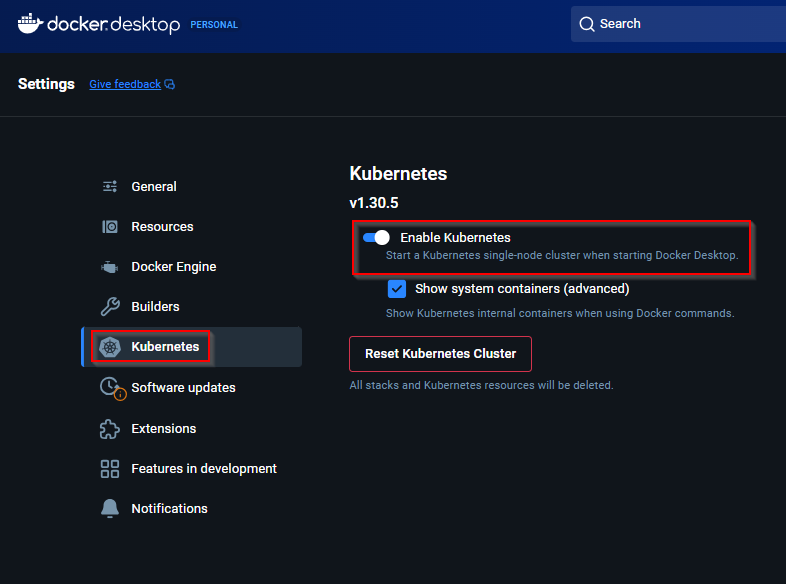 docker desktop PERSONAL
Search
Settings
Give feedback
General
Resources
Docker Engine
Builders
Kubernetes
Software updates
Extensions
Features in development
Notifications
Kubernetes
v1.30.5
Enable Kubernetes
Start a Kubernetes single-node cluster when starting Docker Desktop.
Show system containers (advanced)
Show Kubernetes internal containers when using Docker commands.
Reset Kubernetes Cluster
All stacks and Kubernetes resources will be deleted.